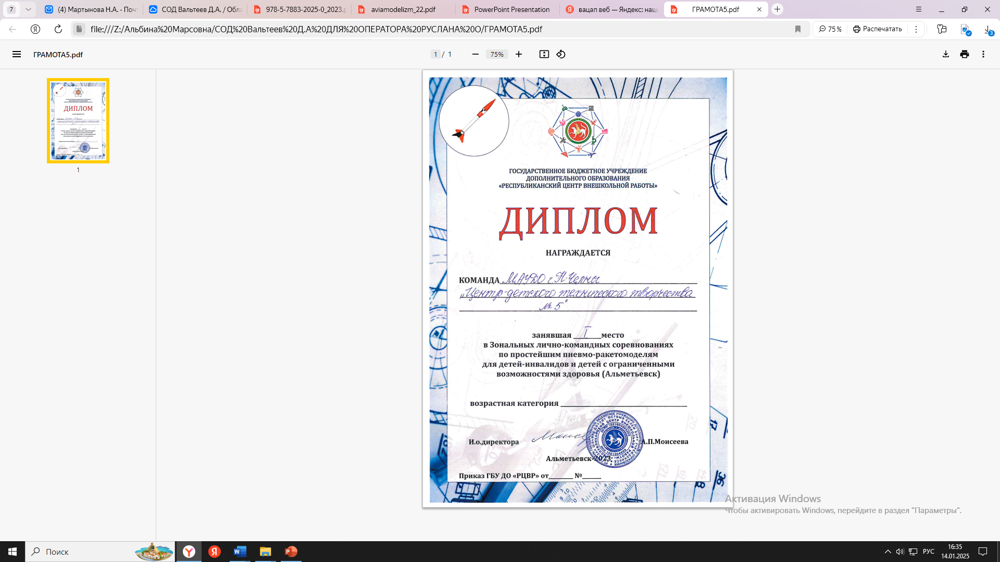 7
(4) Мартынова Н.А. - Поч
СОД Вальтеев Д.А. / Обла
978-5-7883-2025-0_2023.p
aviamodelizm_22.pdf
PowerPoint Presentation
вацап веб — Яндекс: наш
ГРАМОТА5.pdf
file:///Z:/Альбина%20Марсовна/СОД%20Вальтеев%20Д.А%20ДЛЯ%20ОПЕРАТОРА%20РУСЛАНА%20О/ГРАМОТА5.pdf
75 %
Распечатать
3
ГРАМОТА5.pdf
1 / 1
75%
1
ГОСУДАРСТВЕННОЕ БЮДЖЕТНОЕ УЧРЕЖДЕНИЕ
ДОПОЛНИТЕЛЬНОГО ОБРАЗОВАНИЯ
«РЕСПУБЛИКАНСКИЙ ЦЕНТР ВНЕШКОЛЬНОЙ РАБОТЫ»
ДИПЛОМ
НАГРАЖДАЕТСЯ
КОМАНДА МАУДО г. Н. Челны
„Центр детского технического творчества
№ 5"
занявшая I место
в Зональных лично-командных соревнованиях
по простейшим пневмо-ракетомоделям
для детей-инвалидов и детей с ограниченными
возможностями здоровья (Альметьевск)
возрастная категория
И.о.директора А.П.Моисеева
Альметьевск-2023
Приказ ГБУ ДО «РЦВР» от________ №______
Активация Windows
Чтобы активировать Windows, перейдите в раздел "Параметры".
Поиск
РУС
16:35
14.01.2025